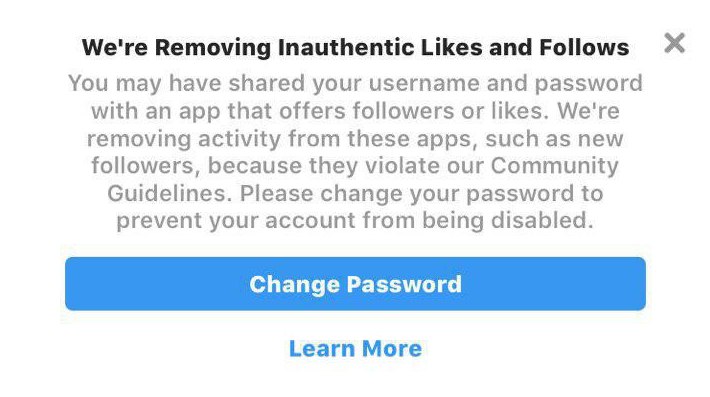 We're Removing Inauthentic Likes and Follows
You may have shared your username and password
with an app that offers followers or likes. We're
removing activity from these apps, such as new
followers, because they violate our Community
Guidelines. Please change your password to
prevent your account from being disabled.
Change Password
Learn More